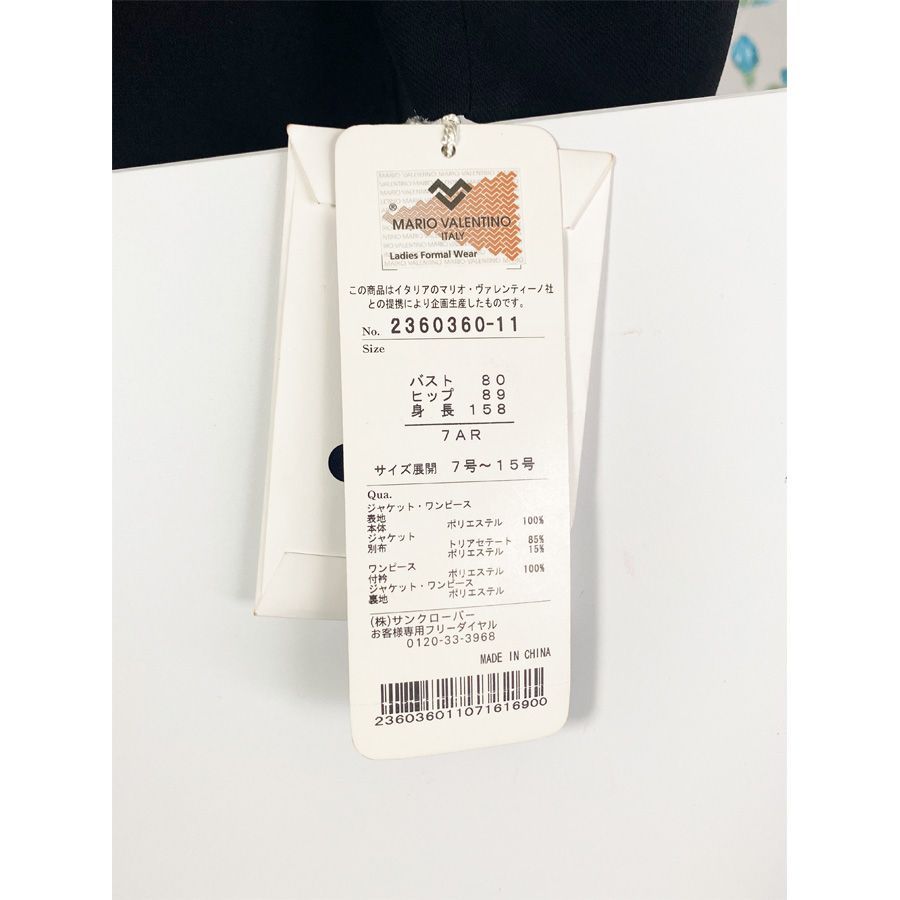 MARIO VALENTINO
ITALY
Ladies Formal Wear
この商品はイタリアのマリオ・ヴァレンティーノ社
との提携により企画生産したものです。
No. 2360360-11
Size
バスト 80
ヒップ 89
身長 158
7AR
サイズ展開 7号〜15号
Qua.
ジャケット・ワンピース
表地
本体 ポリエステル 100%
ジャケット
別布 トリアセテート 85%
ポリエステル 15%
ワンピース
付衿 ポリエステル 100%
ジャケット・ワンピース
裏地 ポリエステル
(株)サンクローバー
お客様専用フリーダイヤル
0120-33-3968
MADE IN CHINA
236036011071616900